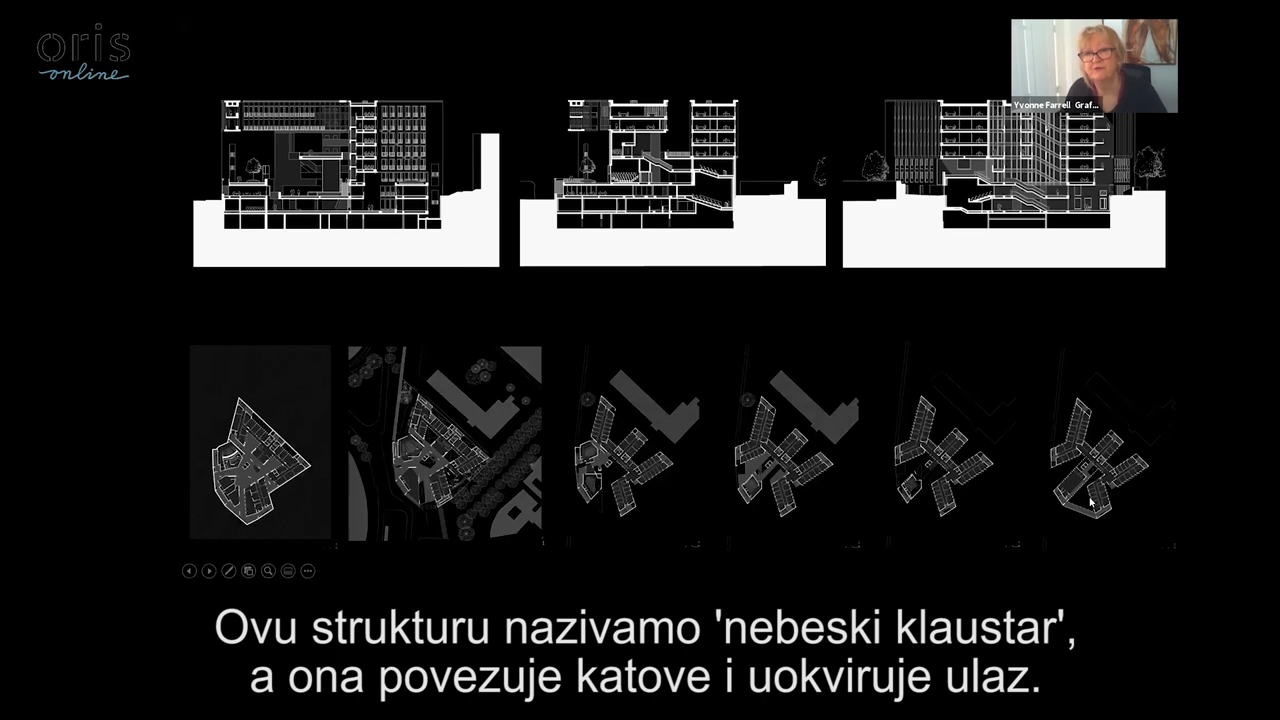 oris
online
Yvonne Farrell Graf...
Ovu strukturu nazivamo 'nebeski klaustar',
a ona povezuje katove i uokviruje ulaz.